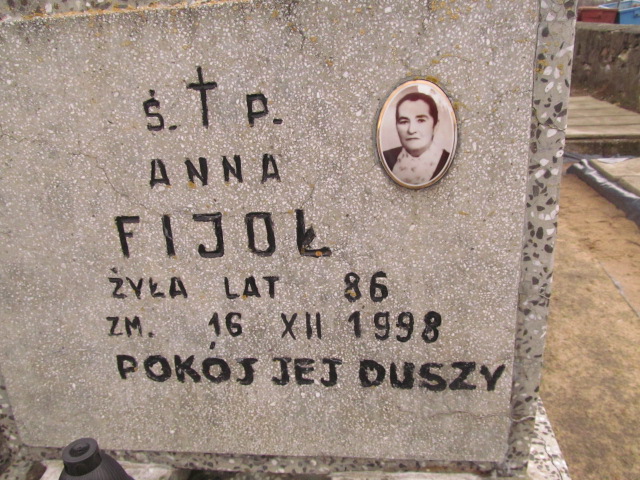 Ś. † P.
ANNA
FIJOŁ
ŻYŁA LAT 86
ZM. 16 XII 1998
POKÓJ JEJ DUSZY